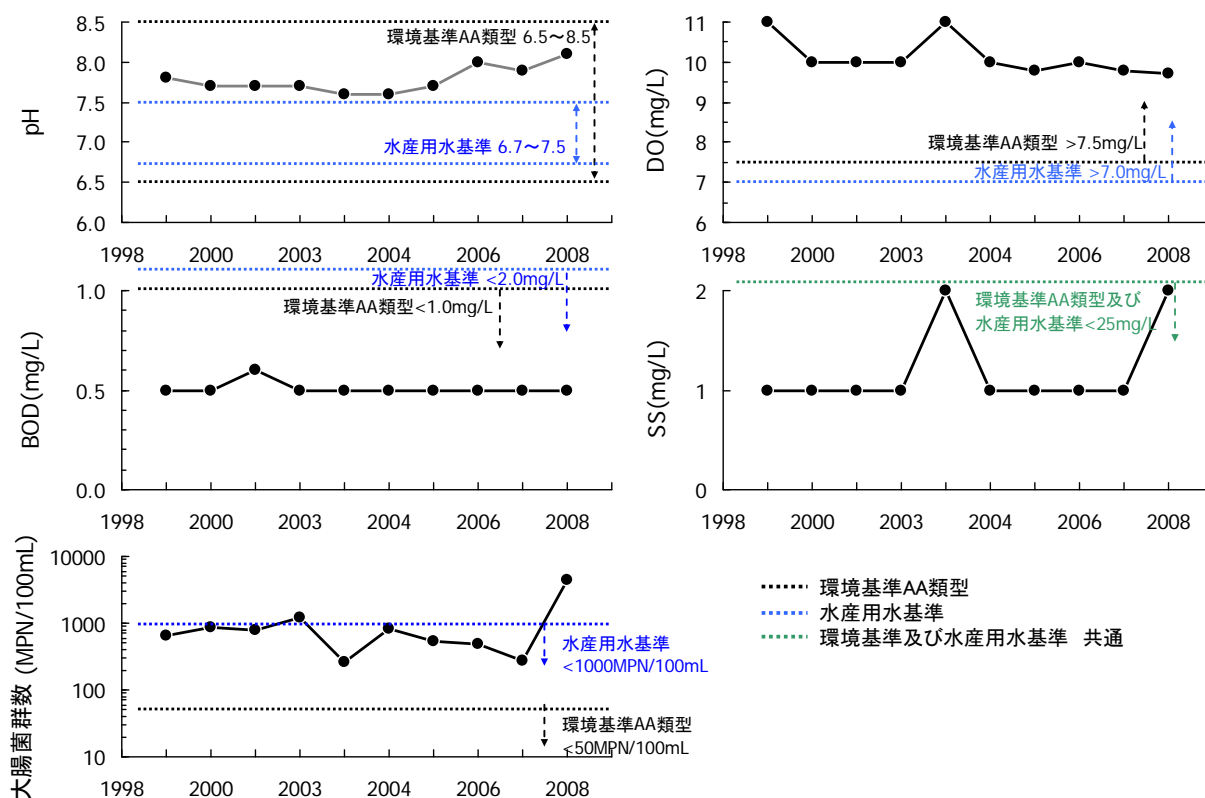 8.5
8.0
7.5
7.0
6.5
6.0
pH
環境基準AA類型 6.5～8.5
水産用水基準 6.7～7.5
1998 2000 2003 2004 2006 2008
11
10
9
8
7
6
DO(mg/L)
環境基準AA類型 >7.5mg/L
水産用水基準 >7.0mg/L
1998 2000 2003 2004 2006 2008
1.0
0.5
0.0
BOD(mg/L)
水産用水基準 <2.0mg/L
環境基準AA類型<1.0mg/L
1998 2000 2003 2004 2006 2008
2
1
0
SS(mg/L)
環境基準AA類型及び
水産用水基準<25mg/L
1998 2000 2003 2004 2006 2008
10000
1000
100
10
大腸菌群数 (MPN/100mL)
水産用水基準
<1000MPN/100mL
環境基準AA類型
<50MPN/100mL
1998 2000 2003 2004 2006 2008
環境基準AA類型
水産用水基準
環境基準及び水産用水基準 共通